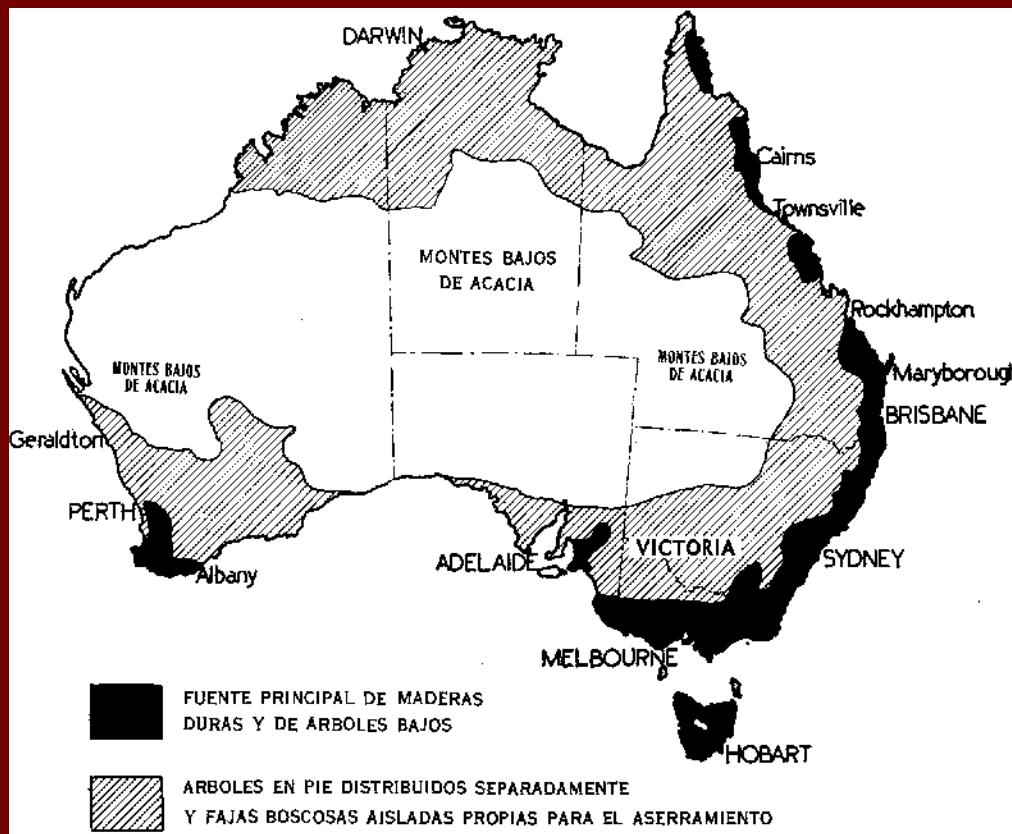 DARWIN
Cairns
Townsville
MONTES BAJOS
DE ACACIA
Rockhampton
MONTES BAJOS
DE ACACIA
MONTES BAJOS
DE ACACIA
Maryborough
BRISBANE
Geraldton
PERTH
Albany
ADELAIDE
VICTORIA
SYDNEY
MELBOURNE
HOBART
FUENTE PRINCIPAL DE MADERAS
DURAS Y DE ARBOLES BAJOS
ARBOLES EN PIE DISTRIBUIDOS SEPARADAMENTE
Y FAJAS BOSCOSAS AISLADAS PROPIAS PARA EL ASERRAMIENTO